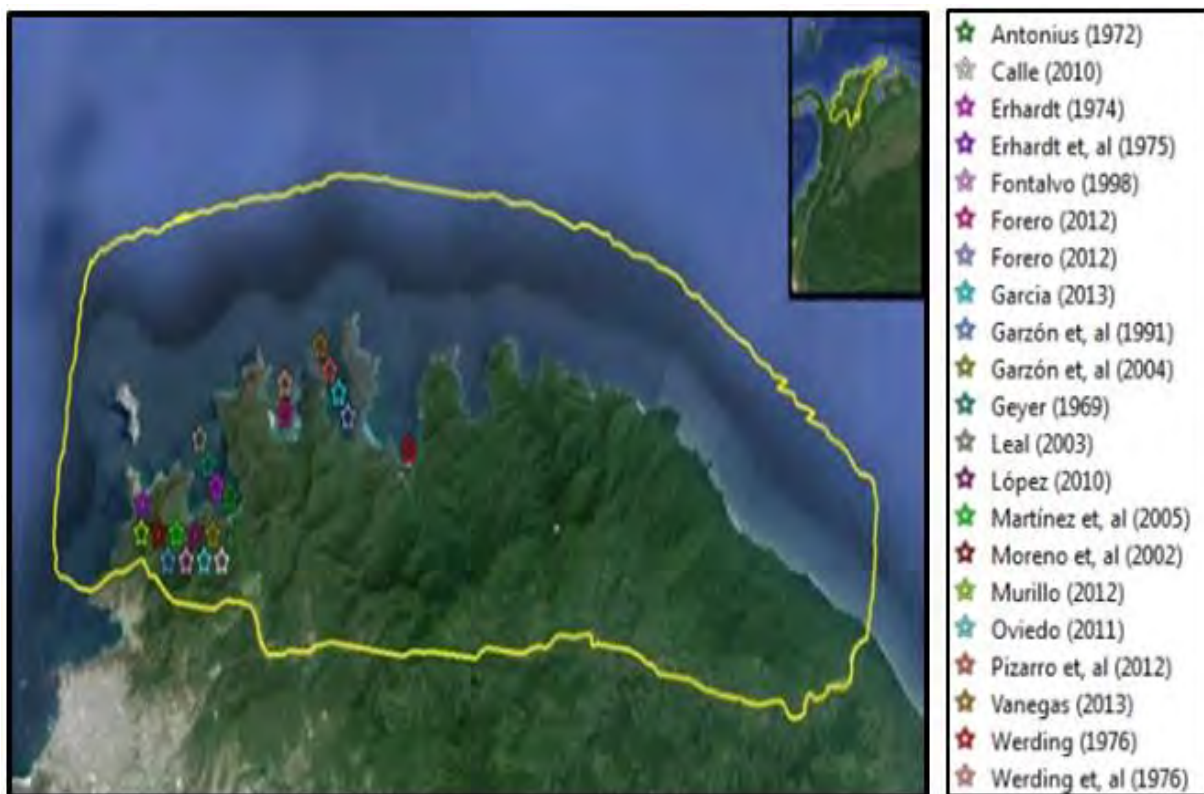 Antonius (1972)
Calle (2010)
Erhardt (1974)
Erhardt et, al (1975)
Fontalvo (1998)
Forero (2012)
Forero (2012)
Garcia (2013)
Garzón et, al (1991)
Garzón et, al (2004)
Geyer (1969)
Leal (2003)
López (2010)
Martínez et, al (2005)
Moreno et, al (2002)
Murillo (2012)
Oviedo (2011)
Pizarro et, al (2012)
Vanegas (2013)
Werding (1976)
Werding et, al (1976)